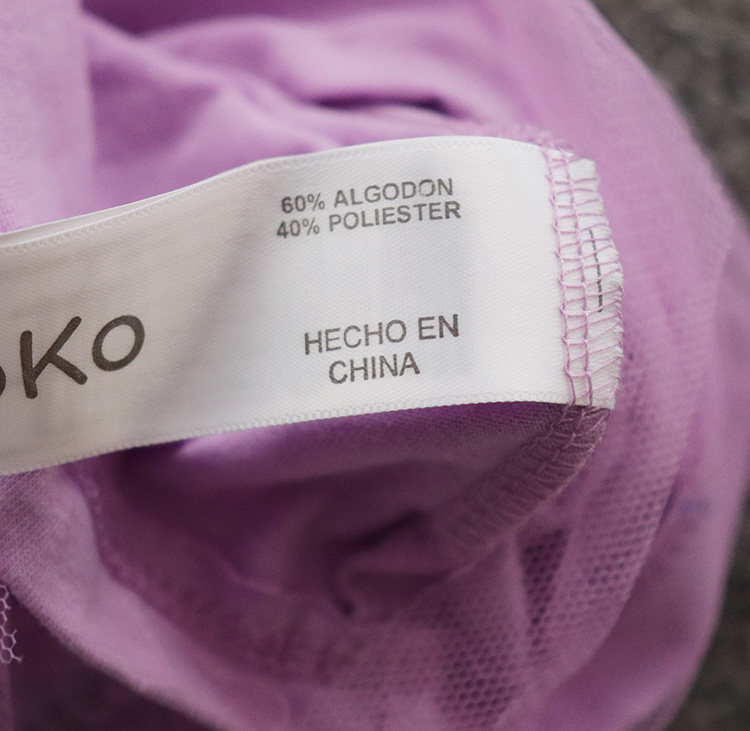 60% ALGODON
40% POLIESTER
HECHO EN
CHINA